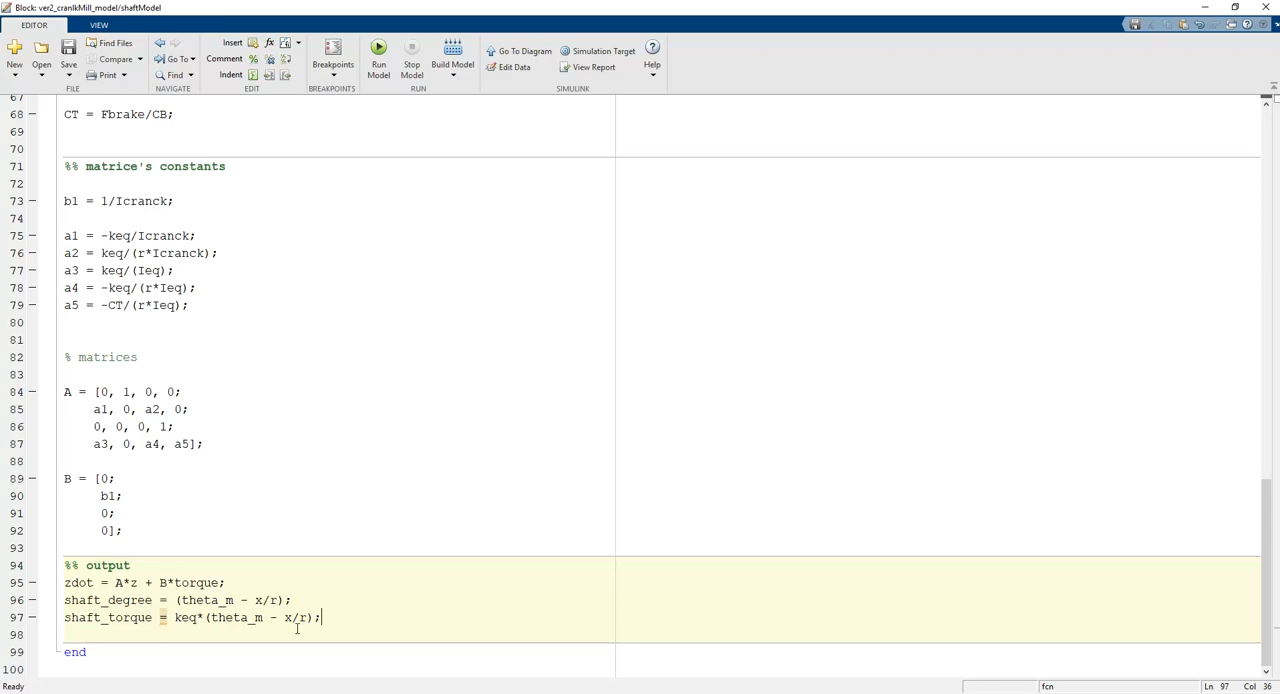 Block: ver2_cranlkMill_model/shaftModel
EDITOR VIEW
New Open Save Find Files Compare Print
FILE
Go To Find
NAVIGATE
Insert fx
Comment
Indent
EDIT
Breakpoints
BREAKPOINTS
Run Model Stop Model Build Model
RUN
Go To Diagram Simulation Target
Edit Data View Report
Help
SIMULINK
67
68 CT = Fbrake/CB;
69
70
71 %% matrice's constants
72
73 b1 = 1/Icranck;
74
75 a1 = -keq/Icranck;
76 a2 = keq/(r*Icranck);
77 a3 = keq/(Ieq);
78 a4 = -keq/(r*Ieq);
79 a5 = -CT/(r*Ieq);
80
81
82 % matrices
83
84 A = [0, 1, 0, 0;
85 a1, 0, a2, 0;
86 0, 0, 0, 1;
87 a3, 0, a4, a5];
88
89 B = [0;
90 b1;
91 0;
92 0];
93
94 %% output
95 zdot = A*z + B*torque;
96 shaft_degree = (theta_m - x/r);
97 shaft_torque = keq*(theta_m - x/r);
98
99 end
100
Ready fcn Ln 97 Col 36